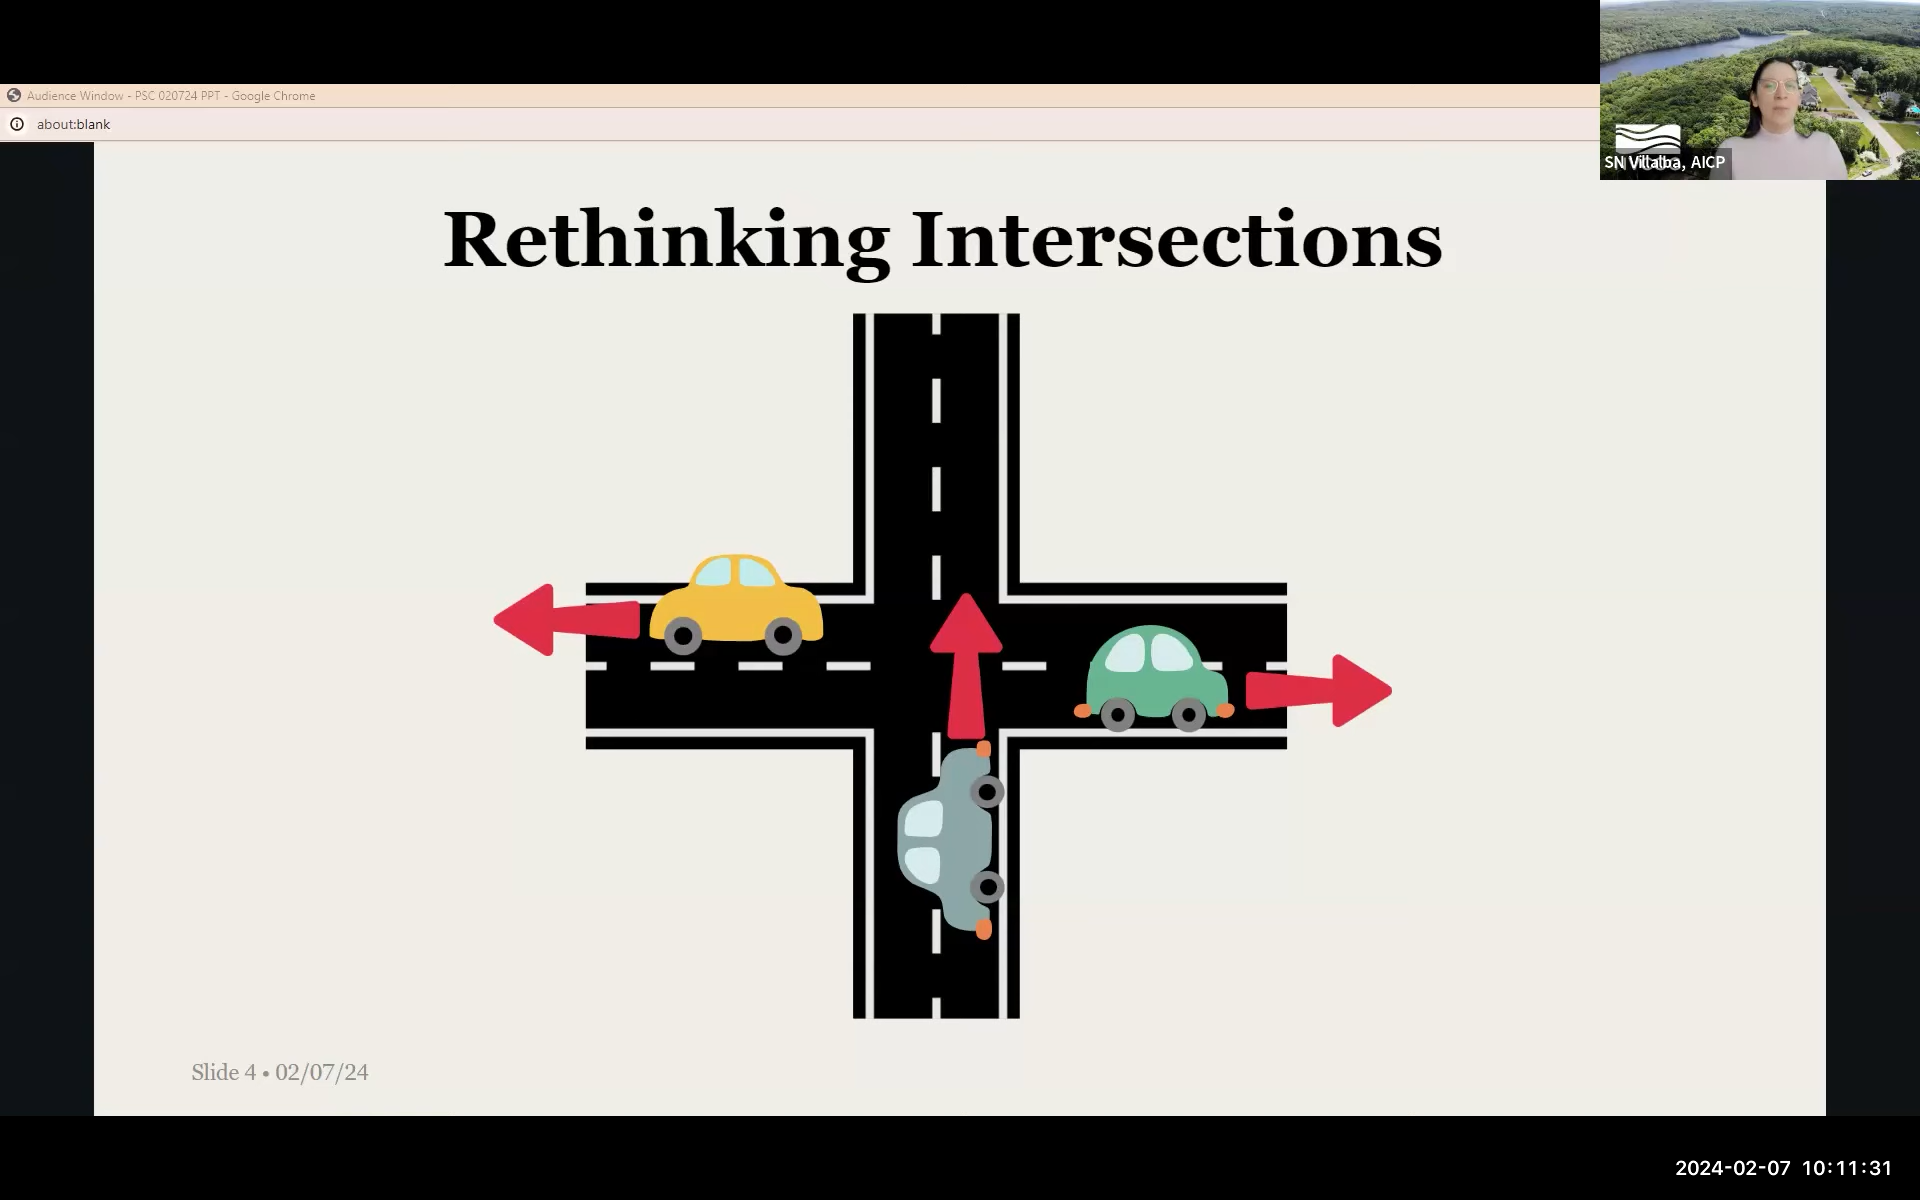 Audience Window - PSC 020724 PPT - Google Chrome
about:blank
SN Villalba, AICP
Rethinking Intersections
Slide 4 • 02/07/24
2024-02-07 10:11:31